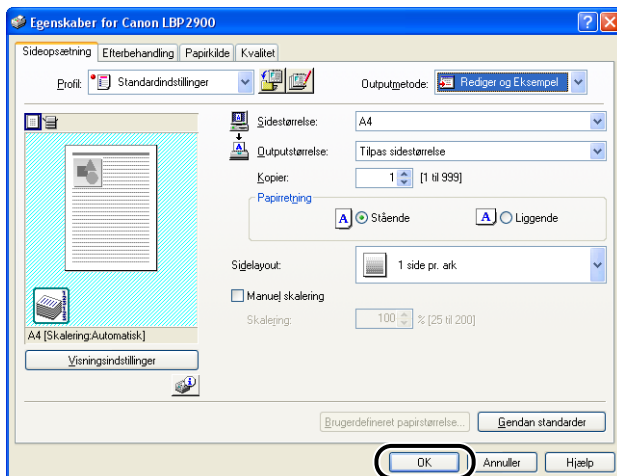 Egenskaber for Canon LBP2900
Sideopsætning Efterbehandling Papirkilde Kvalitet
Profil: Standardindstillinger Outputmetode: Rediger og Eksempel
Sidestørrelse: A4
Outputstørrelse: Tilpas sidestørrelse
Kopier: 1 [1 til 999]
Papirretning
A Stående A Liggende
Sidelayout: 1 side pr. ark
Manuel skalering
Skalering: 100 % [25 til 200]
A4 [Skalering:Automatisk]
Visningsindstillinger
Brugerdefineret papirstørrelse... Gendan standarder
OK Annuller Hjælp